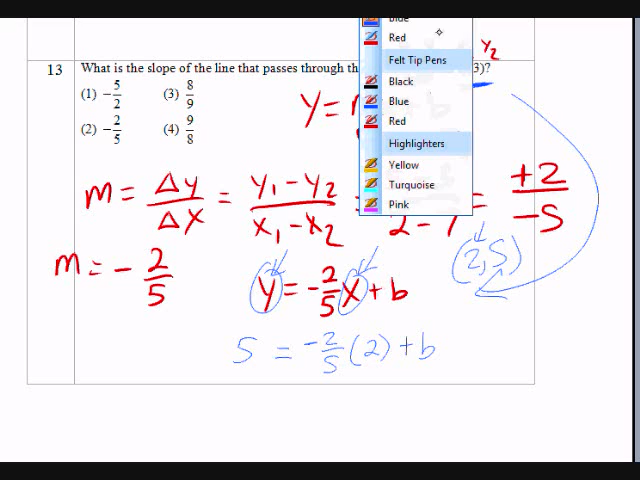 Blue
Red
Felt Tip Pens
Black
Blue
Red
Highlighters
Yellow
Turquoise
Pink
y₂
13 What is the slope of the line that passes through th 3)?
(1) -5/2 (3) 8/9
(2) -2/5 (4) 9/8
y = b
m = Δy/Δx = (y₁ - y₂)/(x₁ - x₂) = 2 - 7 = +2/-5
m = - 2/5
y = -2/5 x + b
(2, 5)
5 = -2/5 (2) + b